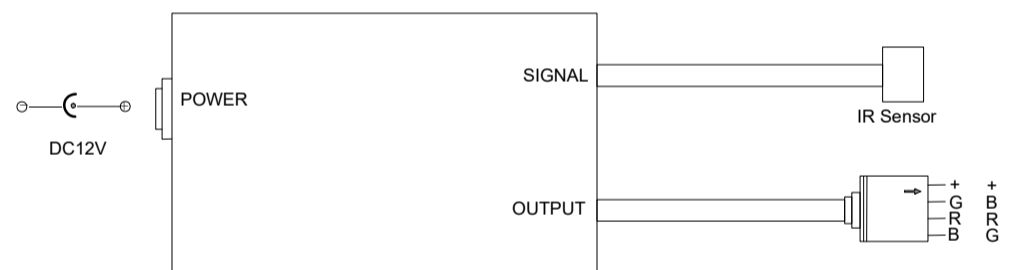 SIGNAL
POWER
IR Sensor
DC12V
OUTPUT
+ +
G B
R R
B G